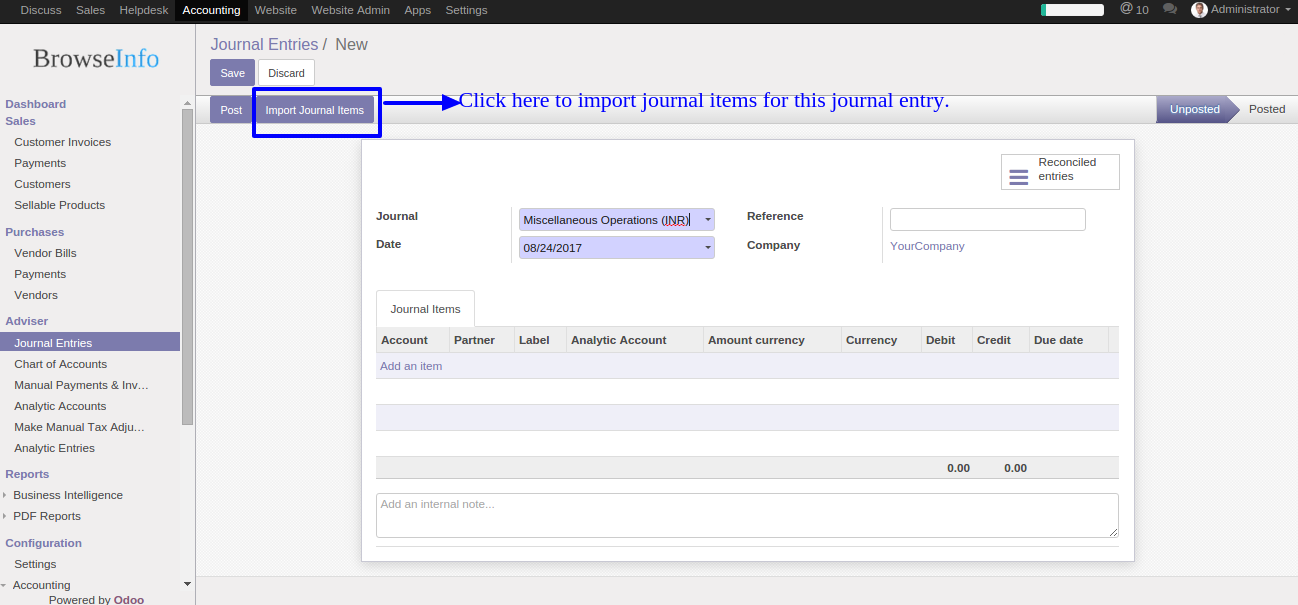 Discuss Sales Helpdesk Accounting Website Website Admin Apps Settings @ 10 Administrator
BrowseInfo
Dashboard
Sales
Customer Invoices
Payments
Customers
Sellable Products
Purchases
Vendor Bills
Payments
Vendors
Adviser
Journal Entries
Chart of Accounts
Manual Payments & Inv…
Analytic Accounts
Make Manual Tax Adju…
Analytic Entries
Reports
Business Intelligence
PDF Reports
Configuration
Settings
Accounting
Powered by Odoo
Journal Entries / New
Save Discard
Post Import Journal Items Click here to import journal items for this journal entry. Unposted Posted
Reconciled
entries
Journal Miscellaneous Operations (INR) Reference
Date 08/24/2017 Company YourCompany
Journal Items
Account Partner Label Analytic Account Amount currency Currency Debit Credit Due date
Add an item
0.00 0.00
Add an internal note...